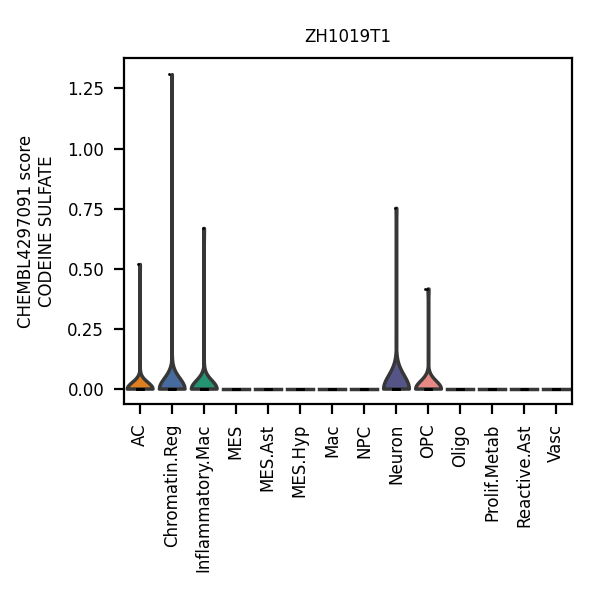 ZH1019T1
CHEMBL4297091 score
CODEINE SULFATE
1.25
1.00
0.75
0.50
0.25
0.00
AC
Chromatin.Reg
Inflammatory.Mac
MES
MES.Ast
MES.Hyp
Mac
NPC
Neuron
OPC
Oligo
Prolif.Metab
Reactive.Ast
Vasc